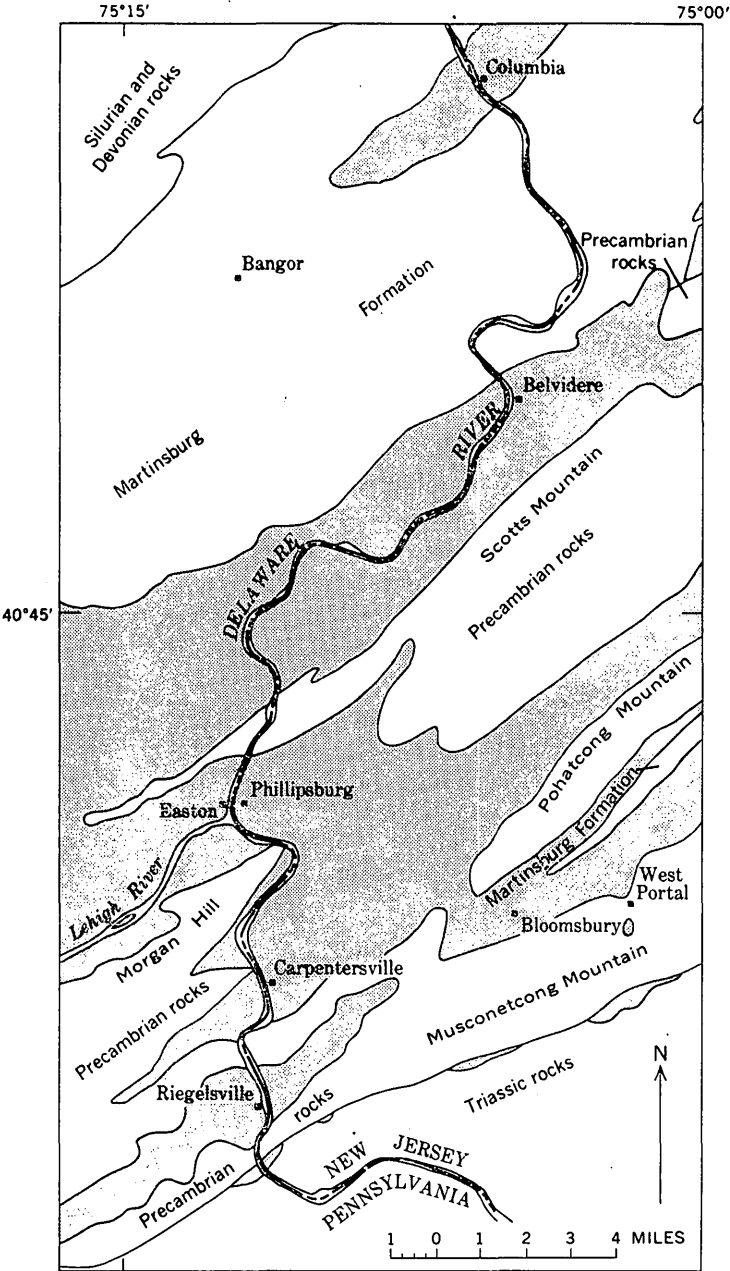 75°15'
75°00'
Columbia
Silurian and
Devonian rocks
Precambrian
rocks
Bangor
Formation
Belvidere
RIVER
Martinsburg
Scotts Mountain
DELAWARE
Precambrian rocks
40°45'
Pohatcong Mountain
Phillipsburg
Easton
Martinsburg Formation
West
Portal
Lehigh River
Bloomsbury
Morgan Hill
Carpentersville
Musconetcong Mountain
Precambrian rocks
N
Riegelsville
rocks
Triassic rocks
NEW JERSEY
Precambrian
PENNSYLVANIA
1 0 1 2 3 4 MILES